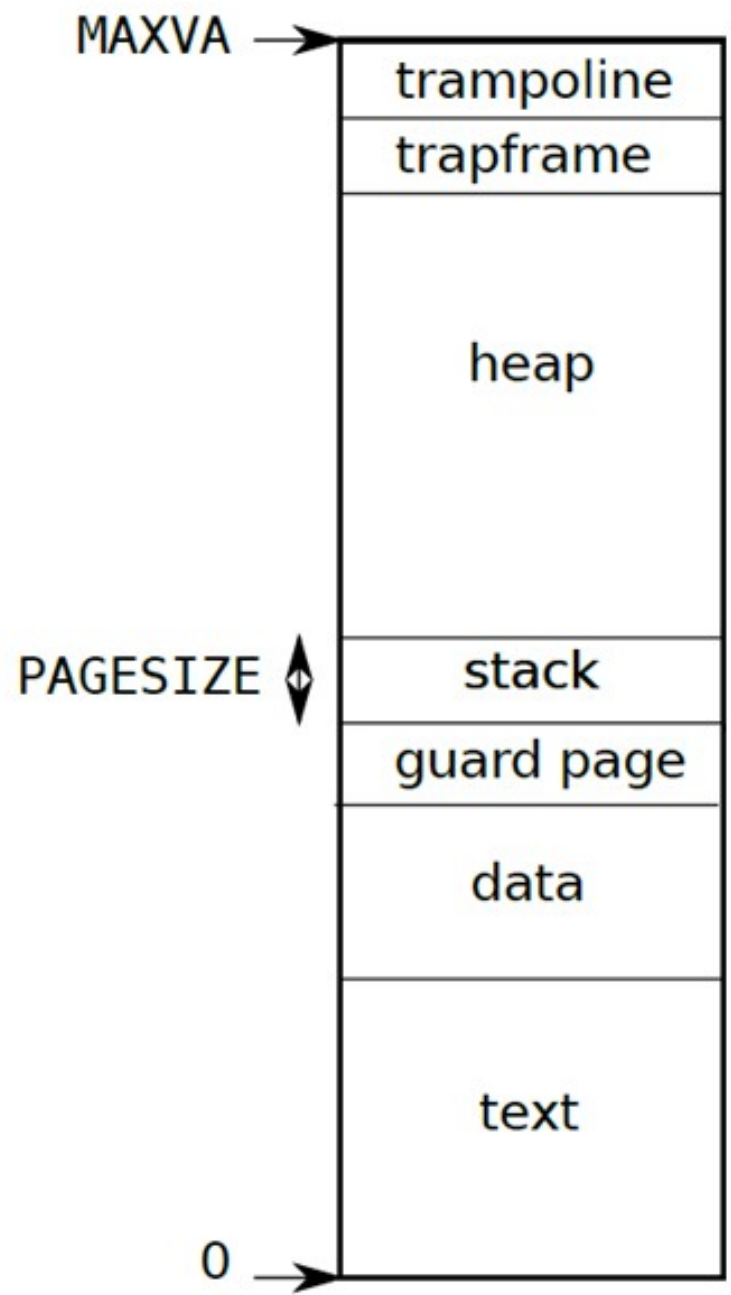 MAXVA
trampoline
trapframe
heap
PAGESIZE
stack
guard page
data
text
0